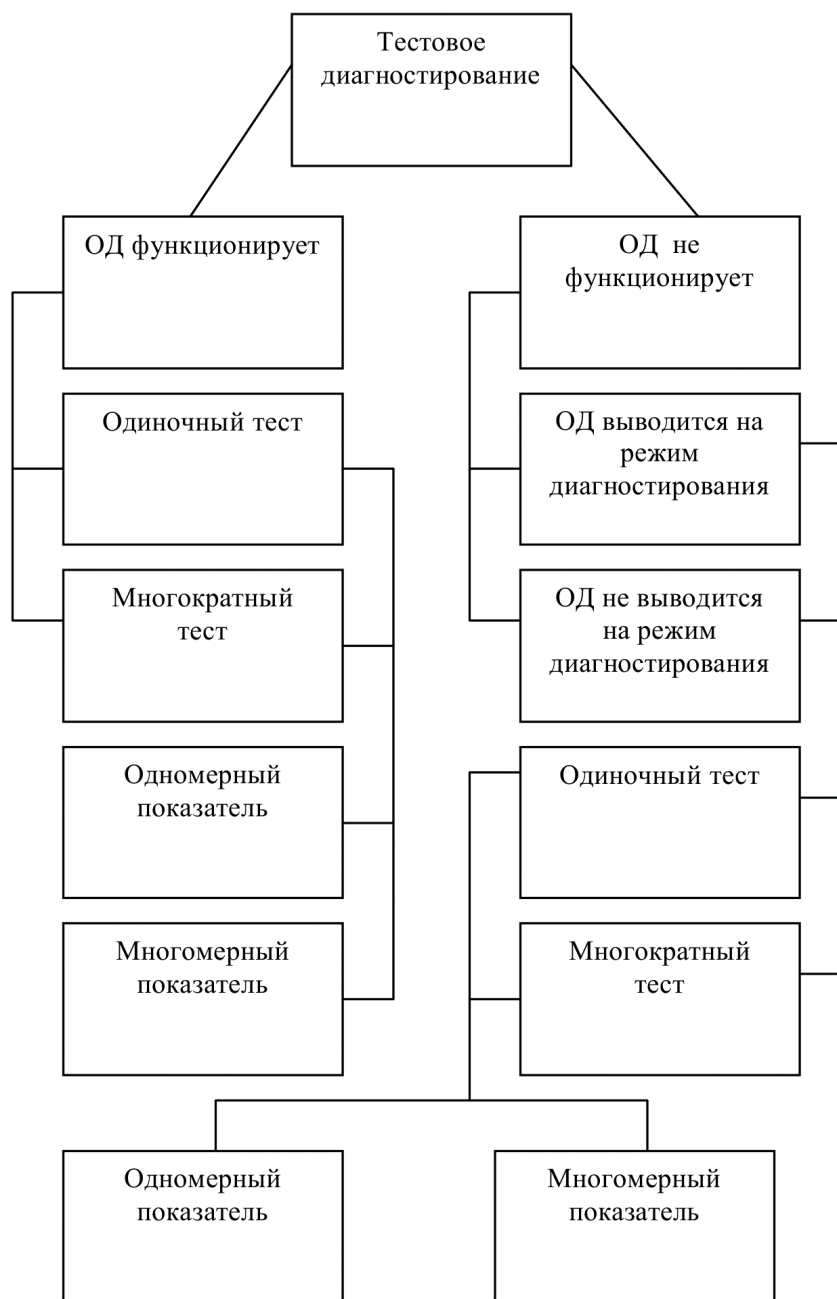 Тестовое
диагностирование
ОД функционирует
ОД не
функционирует
Одиночный тест
ОД выводится на
режим
диагностирования
Многократный
тест
ОД не выводится
на режим
диагностирования
Одномерный
показатель
Одиночный тест
Многомерный
показатель
Многократный
тест
Одномерный
показатель
Многомерный
показатель